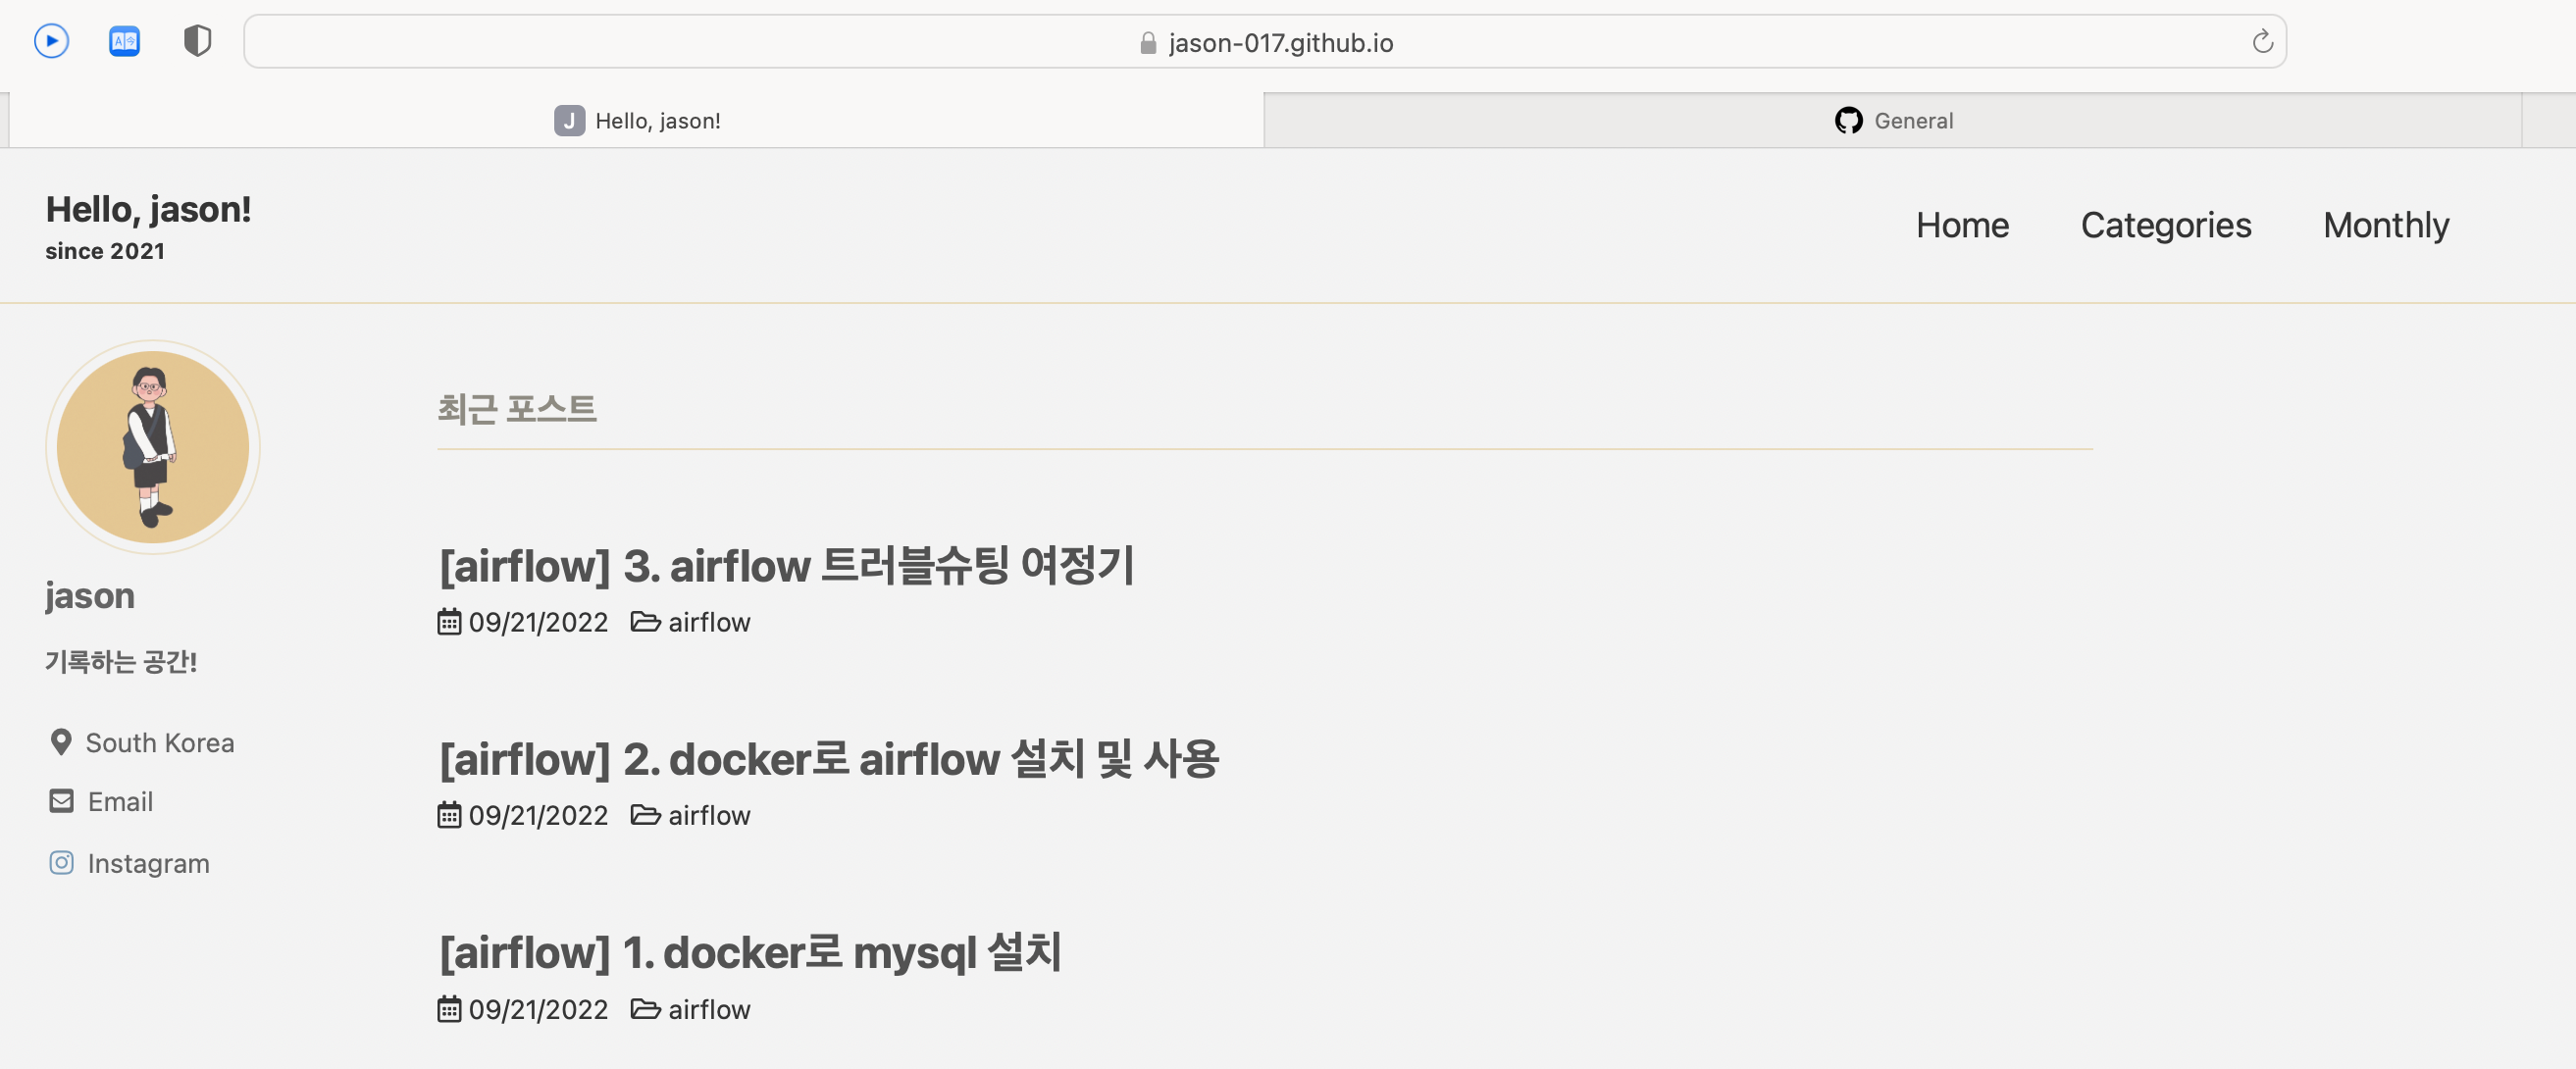 jason-017.github.io
J Hello, jason!
General
Hello, jason!
since 2021
Home Categories Monthly
최근 포스트
[airflow] 3. airflow 트러블슈팅 여정기
09/21/2022 airflow
jason
기록하는 공간!
South Korea
Email
Instagram
[airflow] 2. docker로 airflow 설치 및 사용
09/21/2022 airflow
[airflow] 1. docker로 mysql 설치
09/21/2022 airflow